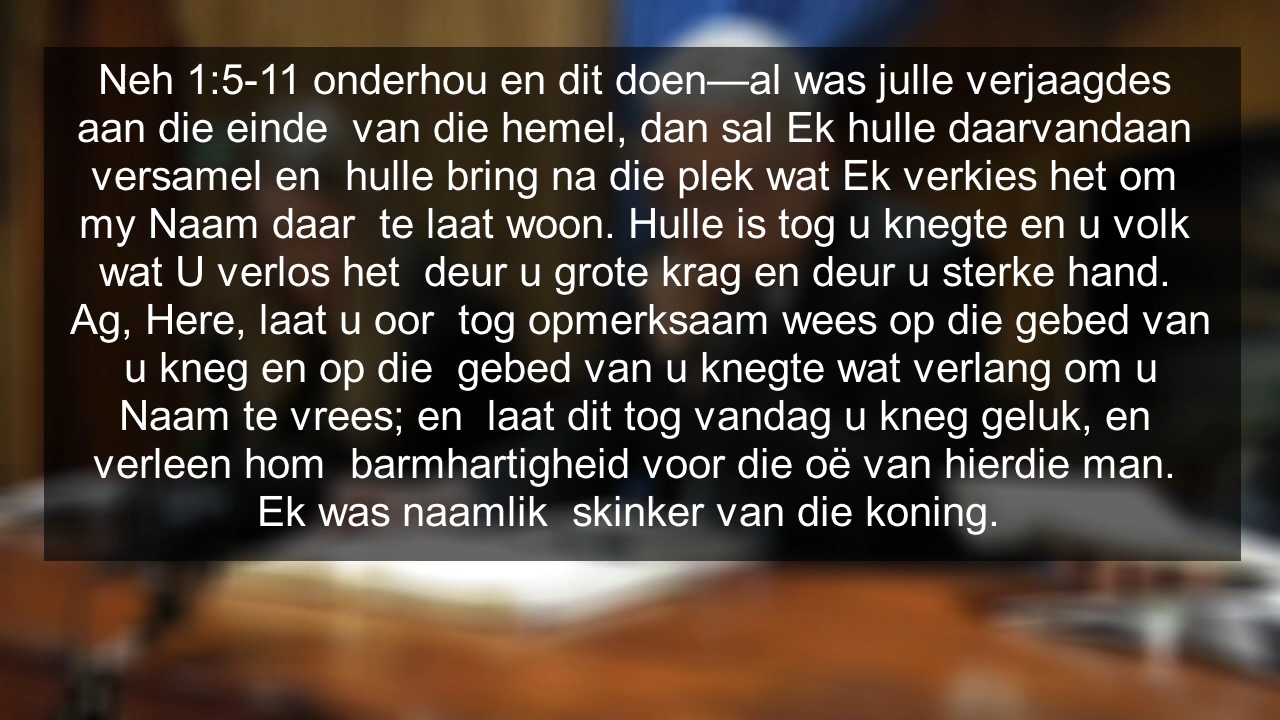 Neh 1:5-11 onderhou en dit doen—al was julle verjaagdes
aan die einde  van die hemel, dan sal Ek hulle daarvandaan
versamel en  hulle bring na die plek wat Ek verkies het om
my Naam daar  te laat woon. Hulle is tog u knegte en u volk
wat U verlos het  deur u grote krag en deur u sterke hand.
Ag, Here, laat u oor  tog opmerksaam wees op die gebed van
u kneg en op die  gebed van u knegte wat verlang om u
Naam te vrees; en  laat dit tog vandag u kneg geluk, en
verleen hom  barmhartigheid voor die oë van hierdie man.
Ek was naamlik  skinker van die koning.